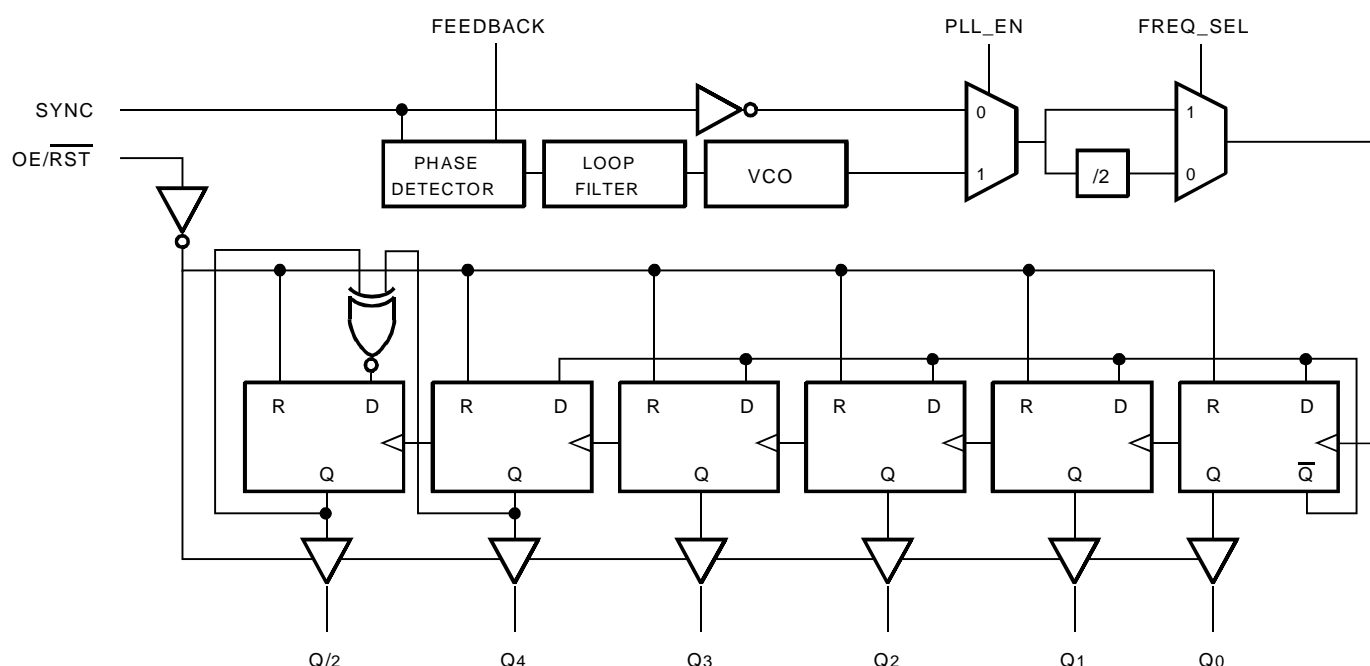 FEEDBACK
PLL_EN
FREQ_SEL
SYNC
0
1
OE/RST
PHASE
DETECTOR
LOOP
FILTER
VCO
1
/2
0
R
D
R
D
R
D
R
D
R
D
R
D
Q
Q
Q
Q
Q
Q
Q
Q/2
Q4
Q3
Q2
Q1
Q0